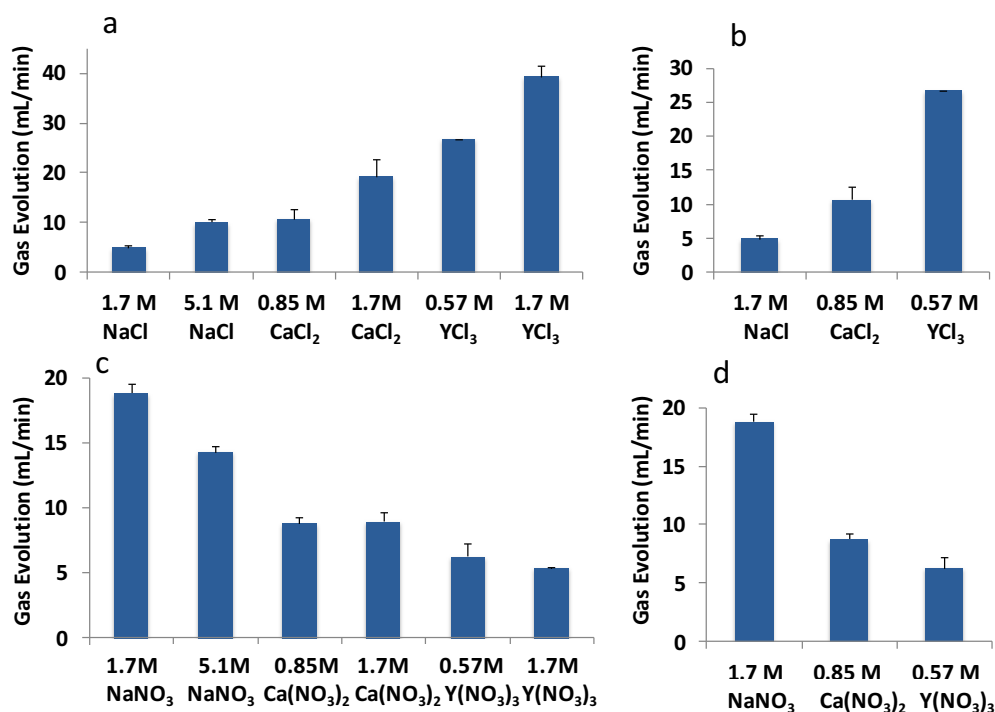 a
Gas Evolution (mL/min)
40
30
20
10
0
1.7 M 5.1 M 0.85 M 1.7M 0.57 M 1.7 M
NaCl NaCl CaCl₂ CaCl₂ YCl₃ YCl₃
b
Gas Evolution (mL/min)
30
25
20
15
10
5
0
1.7 M 0.85 M 0.57 M
NaCl CaCl₂ YCl₃
c
Gas Evolution (mL/min)
20
15
10
5
0
1.7M 5.1M 0.85M 1.7M 0.57M 1.7M
NaNO₃ NaNO₃ Ca(NO₃)₂ Ca(NO₃)₂ Y(NO₃)₃ Y(NO₃)₃
d
Gas Evolution (mL/min)
20
15
10
5
0
1.7 M 0.85 M 0.57 M
NaNO₃ Ca(NO₃)₂ Y(NO₃)₃